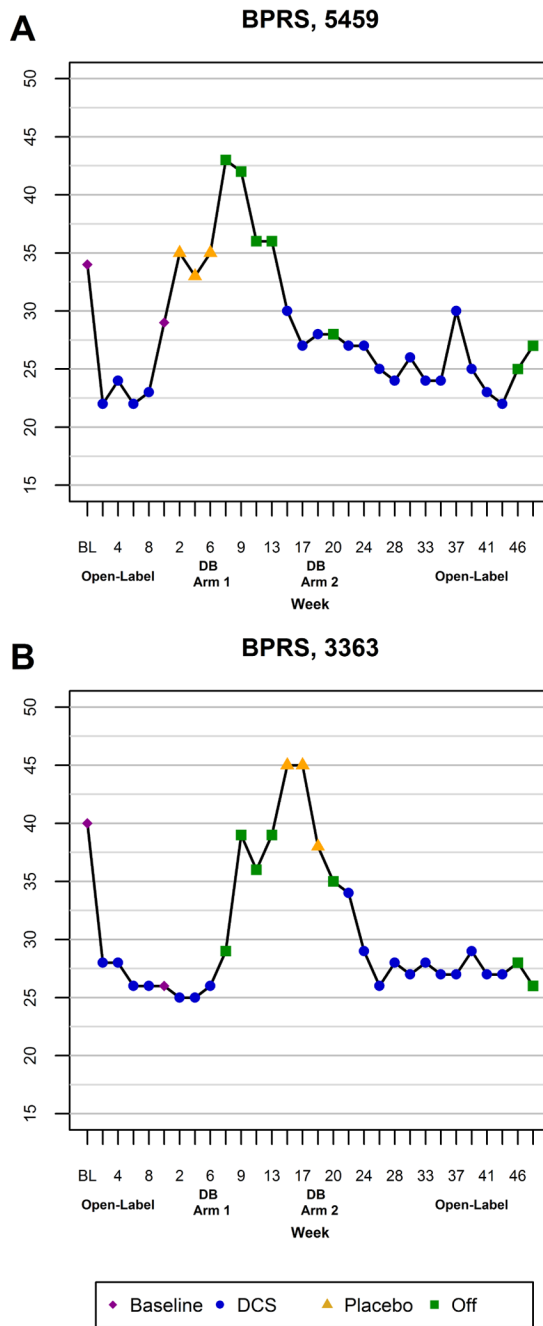 A
BPRS, 5459
50
45
40
35
30
25
20
15
BL 4 8 2 6 9 13 17 20 24 28 33 37 41 46
Open-Label DB DB Open-Label
Arm 1 Arm 2
Week
B
BPRS, 3363
50
45
40
35
30
25
20
15
BL 4 8 2 6 9 13 17 20 24 28 33 37 41 46
Open-Label DB DB Open-Label
Arm 1 Arm 2
Week
Baseline DCS Placebo Off